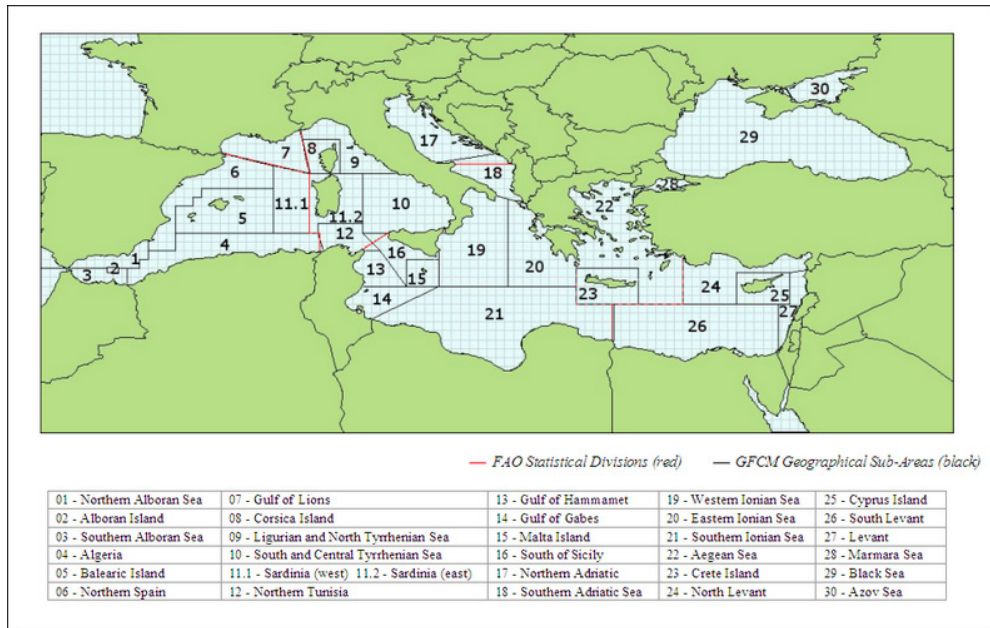 30
29
17
7
8
9
18
28
6
22
11.1
10
5
11.2
12
4
16
19
1
20
24
3
2
13
15
23
25
14
27
21
26
FAO Statistical Divisions (red)
GFCM Geographical Sub-Areas (black)
01 - Northern Alboran Sea
07 - Gulf of Lions
13 - Gulf of Hammamet
19 - Western Ionian Sea
25 - Cyprus Island
02 - Alboran Island
08 - Corsica Island
14 - Gulf of Gabes
20 - Eastern Ionian Sea
26 - South Levant
03 - Southern Alboran Sea
09 - Ligurian and North Tyrrhenian Sea
15 - Malta Island
21 - Southern Ionian Sea
27 - Levant
04 - Algeria
10 - South and Central Tyrrhenian Sea
16 - South of Sicily
22 - Aegean Sea
28 - Marmara Sea
05 - Balearic Island
11.1 - Sardinia (west) 11.2 - Sardinia (east)
17 - Northern Adriatic
23 - Crete Island
29 - Black Sea
06 - Northern Spain
12 - Northern Tunisia
18 - Southern Adriatic Sea
24 - North Levant
30 - Azov Sea